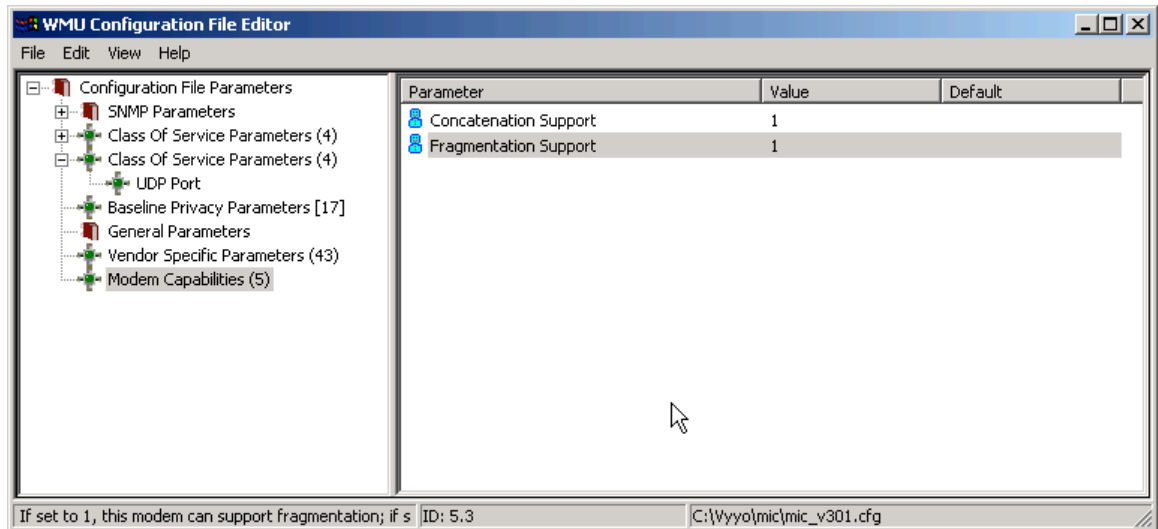 WMU Configuration File Editor
File Edit View Help
Configuration File Parameters
SNMP Parameters
Class Of Service Parameters (4)
Class Of Service Parameters (4)
UDP Port
Baseline Privacy Parameters [17]
General Parameters
Vendor Specific Parameters (43)
Modem Capabilities (5)
Parameter Value Default
Concatenation Support 1
Fragmentation Support 1
If set to 1, this modem can support fragmentation; if s ID: 5.3 C:\Vyyo\mic\mic_v301.cfg